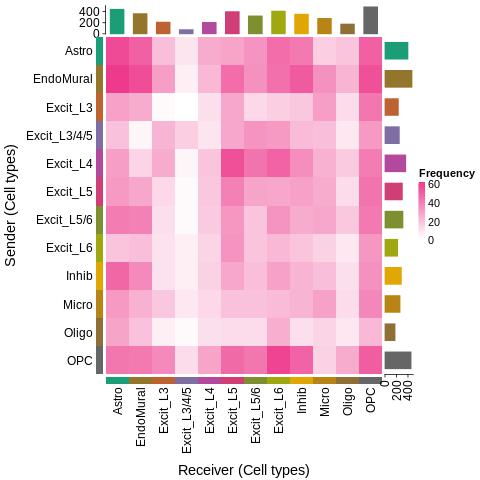 400
200
0
Astro
EndoMural
Excit_L3
Excit_L3/4/5
Excit_L4
Excit_L5
Excit_L5/6
Excit_L6
Inhib
Micro
Oligo
OPC
Sender (Cell types)
Frequency
60
40
20
0
0
200
400
Astro
EndoMural
Excit_L3
Excit_L3/4/5
Excit_L4
Excit_L5
Excit_L5/6
Excit_L6
Inhib
Micro
Oligo
OPC
Receiver (Cell types)